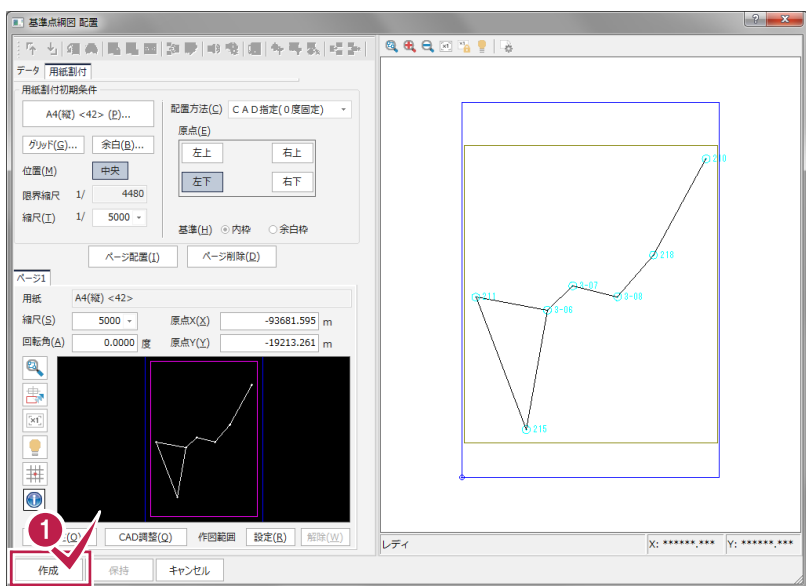 基準点網図 配置
データ 用紙割付
用紙割付初期条件
A4(縦) <42> (P)...
配置方法(C) CAD指定(0度固定)
原点(E)
グリッド(G)... 余白(B)...
左上 右上
位置(M) 中央
左下 右下
限界縮尺 1/ 4480
縮尺(T) 1/ 5000
基準(H) 内枠 余白枠
ページ配置(I) ページ削除(D)
ページ1
用紙 A4(縦) <42>
縮尺(S) 5000 原点X(X) -93681.595 m
回転角(A) 0.0000 度 原点Y(Y) -19213.261 m
(O) CAD調整(Q) 作図範囲 設定(R) 解除(W)
1
作成 保持 キャンセル
218
3-07
211
3-08
3-06
215
レディ X: ******.*** Y: ******.***